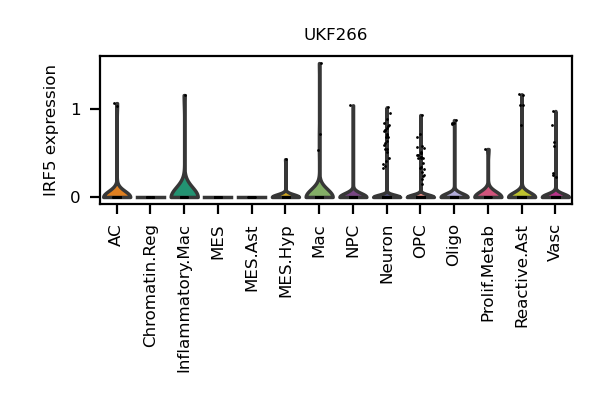 UKF266
IRF5 expression
1
0
AC
Chromatin.Reg
Inflammatory.Mac
MES
MES.Ast
MES.Hyp
Mac
NPC
Neuron
OPC
Oligo
Prolif.Metab
Reactive.Ast
Vasc